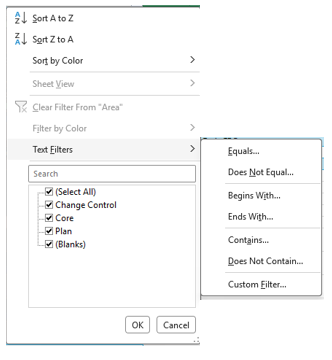 Sort A to Z
Sort Z to A
Sort by Color
Sheet View
Clear Filter From "Area"
Filter by Color
Text Filters
Search
(Select All)
Change Control
Core
Plan
(Blanks)
OK
Cancel
Equals...
Does Not Equal...
Begins With...
Ends With...
Contains...
Does Not Contain...
Custom Filter...